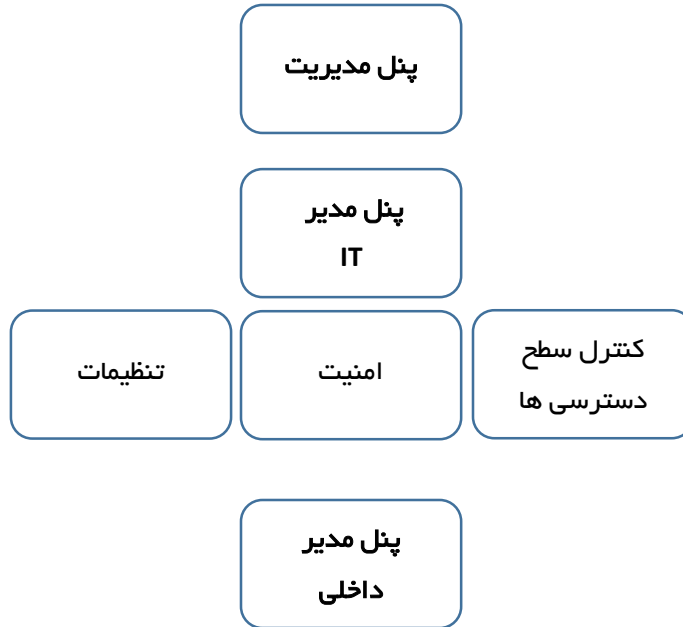 پنل مدیریت
پنل مدیر
IT
کنترل سطح
دسترسی ها
امنیت
تنظیمات
پنل مدیر
داخلی